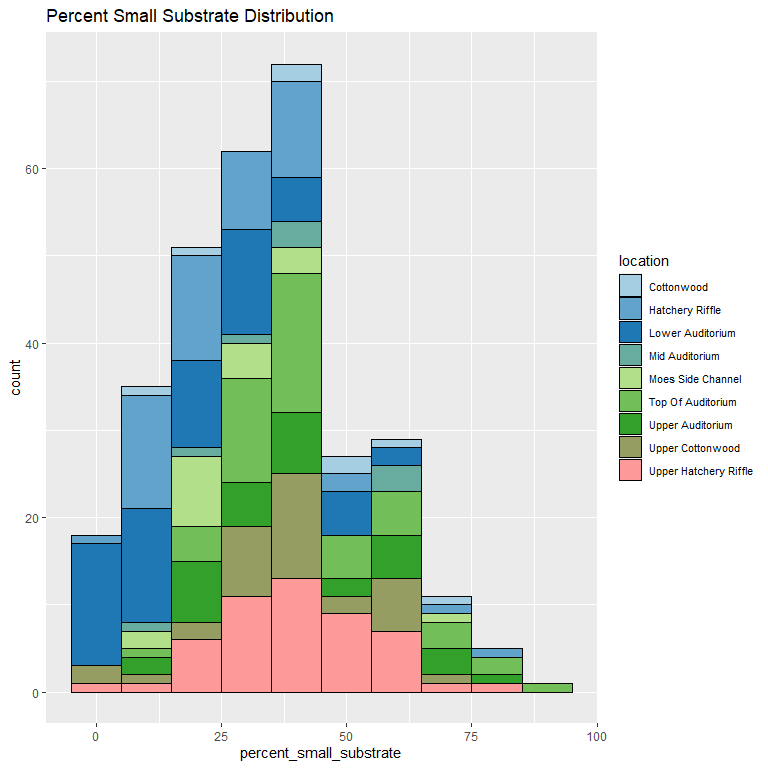 Percent Small Substrate Distribution
count
60
40
20
0
0 25 50 75 100
percent_small_substrate
location
Cottonwood
Hatchery Riffle
Lower Auditorium
Mid Auditorium
Moes Side Channel
Top Of Auditorium
Upper Auditorium
Upper Cottonwood
Upper Hatchery Riffle